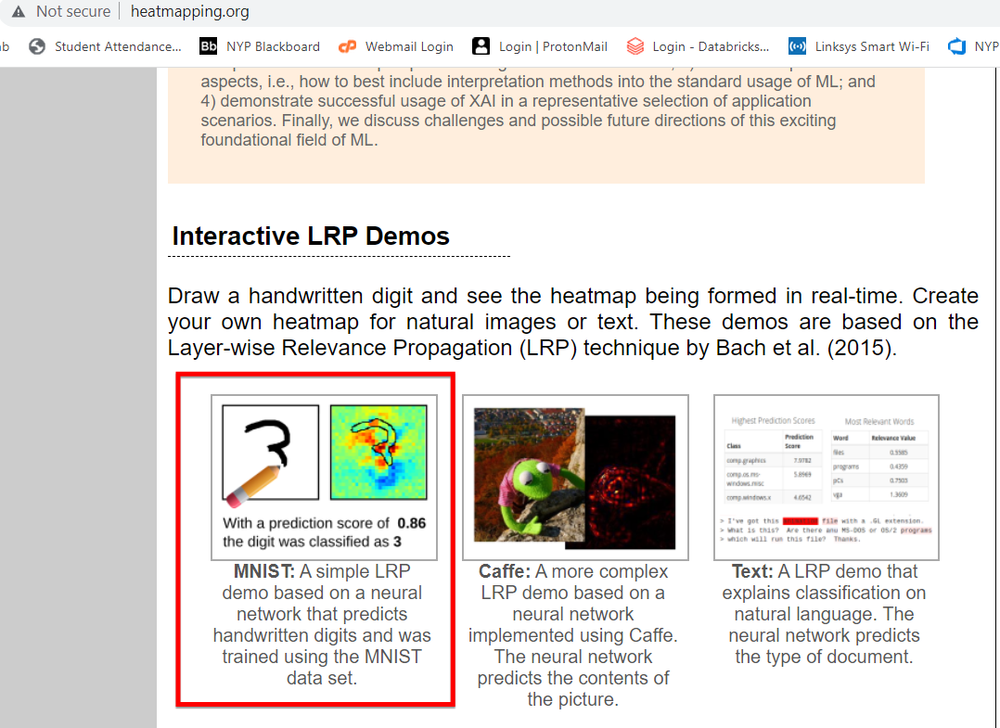 Not secure | heatmapping.org
b Student Attendance... Bb NYP Blackboard cP Webmail Login Login | ProtonMail Login - Databricks... Linksys Smart Wi-Fi NYP
aspects, i.e., how to best include interpretation methods into the standard usage of ML; and
4) demonstrate successful usage of XAI in a representative selection of application
scenarios. Finally, we discuss challenges and possible future directions of this exciting
foundational field of ML.
Interactive LRP Demos
Draw a handwritten digit and see the heatmap being formed in real-time. Create
your own heatmap for natural images or text. These demos are based on the
Layer-wise Relevance Propagation (LRP) technique by Bach et al. (2015).
3
With a prediction score of 0.86
the digit was classified as 3
MNIST: A simple LRP
demo based on a neural
network that predicts
handwritten digits and was
trained using the MNIST
data set.
Caffe: A more complex
LRP demo based on a
neural network
implemented using Caffe.
The neural network
predicts the contents of
the picture.
Highest Prediction Scores
Class Prediction Score
comp.graphics 7.9782
comp.os.ms-windows.misc 5.8969
comp.windows.x 4.6542
Most Relevant Words
Word Relevance Value
files 0.5585
programs 0.4359
pCs 0.7503
vga 1.3609
> I've got this file with a .GL extension.
> What is this? Are there any MS-DOS or OS/2 programs
> which will run this file? Thanks.
Text: A LRP demo that
explains classification on
natural language. The
neural network predicts
the type of document.